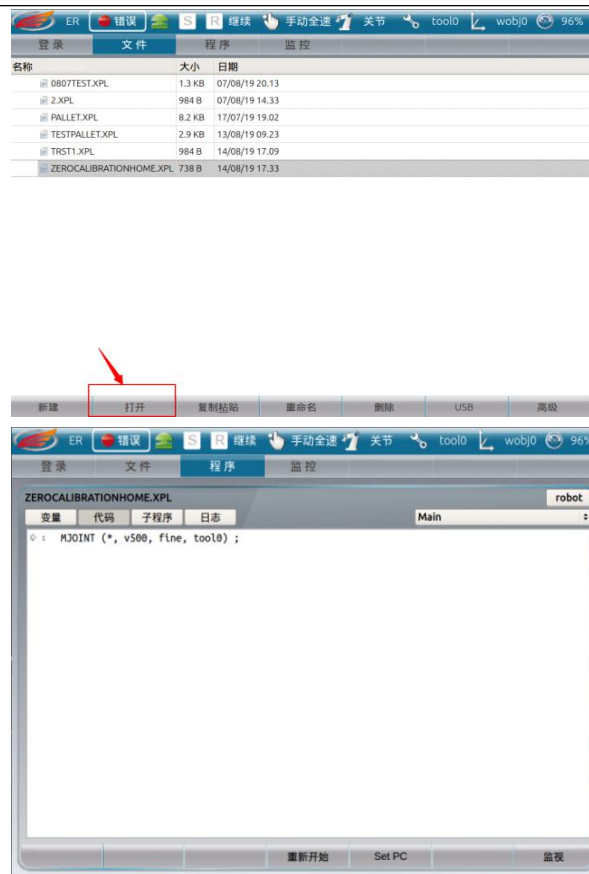 ER 错误 S R 继续 手动全速 关节 tool0 wobj0 96%
登录 文件 程序 监控
名称 大小 日期
0807TEST.XPL 1.3 KB 07/08/19 20.13
2.XPL 984 B 07/08/19 14.33
PALLET.XPL 8.2 KB 17/07/19 19.02
TESTPALLET.XPL 2.9 KB 13/08/19 09.23
TRST1.XPL 984 B 14/08/19 17.09
ZEROCALIBRATIONHOME.XPL 738 B 14/08/19 17.33
新建 打开 复制粘贴 重命名 删除 USB 高级
ER 错误 S R 继续 手动全速 关节 tool0 wobj0 96%
登录 文件 程序 监控
ZEROCALIBRATIONHOME.XPL robot
变量 代码 子程序 日志 Main
1 MJOINT (*, v500, fine, tool0) ;
重新开始 Set PC 监视